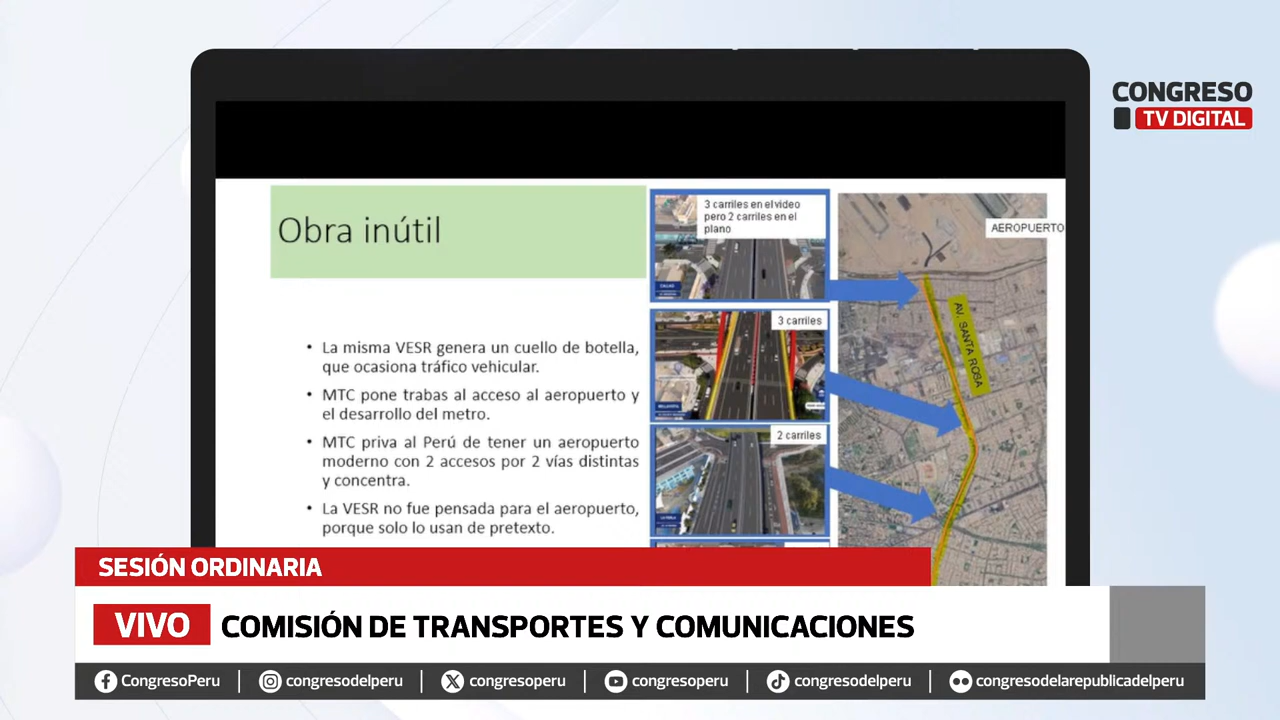 CONGRESO
TV DIGITAL
Obra inútil
• La misma VESR genera un cuello de botella,
que ocasiona tráfico vehicular.
• MTC pone trabas al acceso al aeropuerto y
el desarrollo del metro.
• MTC priva al Perú de tener un aeropuerto
moderno con 2 accesos por 2 vías distintas
y concentra.
• La VESR no fue pensada para el aeropuerto,
porque solo lo usan de pretexto.
3 carriles en el video
pero 2 carriles en el
plano
3 carriles
2 carriles
AEROPUERTO
AV. SANTA ROSA
SESIÓN ORDINARIA
VIVO COMISIÓN DE TRANSPORTES Y COMUNICACIONES
CongresoPeru | congresodelperu | congresoperu | congresoperu | congresodelperu | congresodelarepublicadelperu